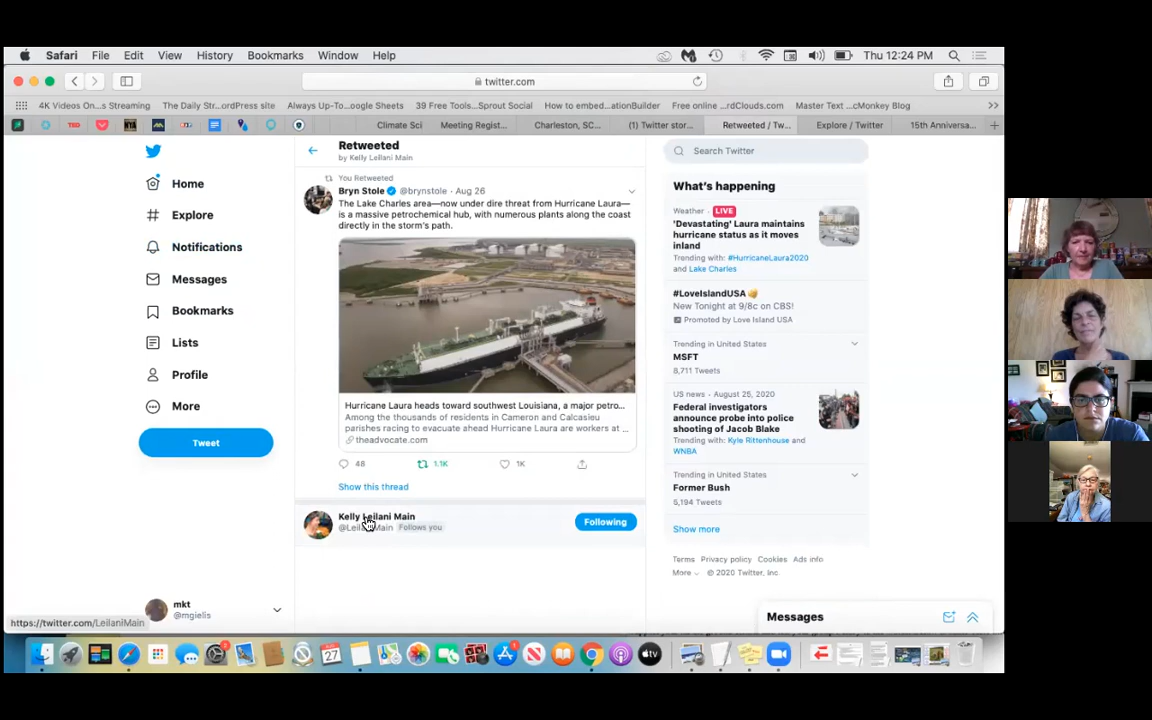 Safari File Edit View History Bookmarks Window Help Thu 12:24 PM
twitter.com
4K Videos On...s Streaming The Daily Str...ordPress site Always Up-To...oogle Sheets 39 Free Tools...Sprout Social How to embed...ationBuilder Free online ...rdClouds.com Master Text ...cMonkey Blog
TED Climate Sci Meeting Regist... Charleston, SC... (1) Twitter stor... Retweeted / Tw... Explore / Twitter 15th Anniversa...
Home
Explore
Notifications
Messages
Bookmarks
Lists
Profile
More
Tweet
mkt
@mgielis
https://twitter.com/LeilaniMain
Retweeted
by Kelly Leilani Main
You Retweeted
Bryn Stole @brynstole · Aug 26
The Lake Charles area—now under dire threat from Hurricane Laura—
is a massive petrochemical hub, with numerous plants along the coast
directly in the storm's path.
Hurricane Laura heads toward southwest Louisiana, a major petro...
Among the thousands of residents in Cameron and Calcasieu
parishes racing to evacuate ahead Hurricane Laura are workers at ...
theadvocate.com
48 1.1K 1K
Show this thread
Kelly Leilani Main
Follows you
Following
Search Twitter
What's happening
Weather · LIVE
'Devastating' Laura maintains
hurricane status as it moves
inland
Trending with: #HurricaneLaura2020
and Lake Charles
#LoveIslandUSA
New Tonight at 9/8c on CBS!
Promoted by Love Island USA
Trending in United States
MSFT
8,711 Tweets
US news · August 25, 2020
Federal investigators
announce probe into police
shooting of Jacob Blake
Trending with: Kyle Rittenhouse and
WNBA
Trending in United States
Former Bush
5,194 Tweets
Show more
Terms Privacy policy Cookies Ads info
More © 2020 Twitter, Inc.
Messages
AUG
27
tv